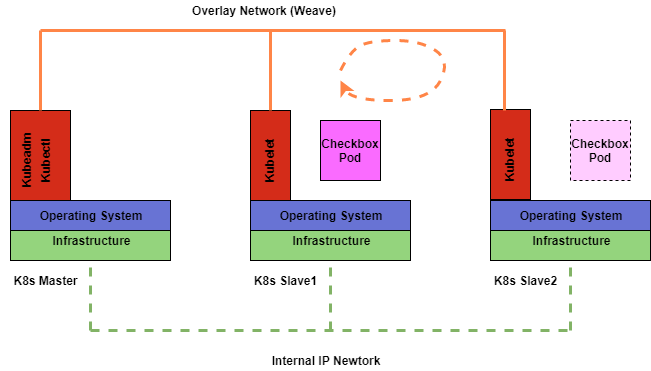 Overlay Network (Weave)
Kubeadm
Kubectl
Kubelet
Checkbox
Pod
Kubelet
Checkbox
Pod
Operating System
Operating System
Operating System
Infrastructure
Infrastructure
Infrastructure
K8s Master
K8s Slave1
K8s Slave2
Internal IP Newtork